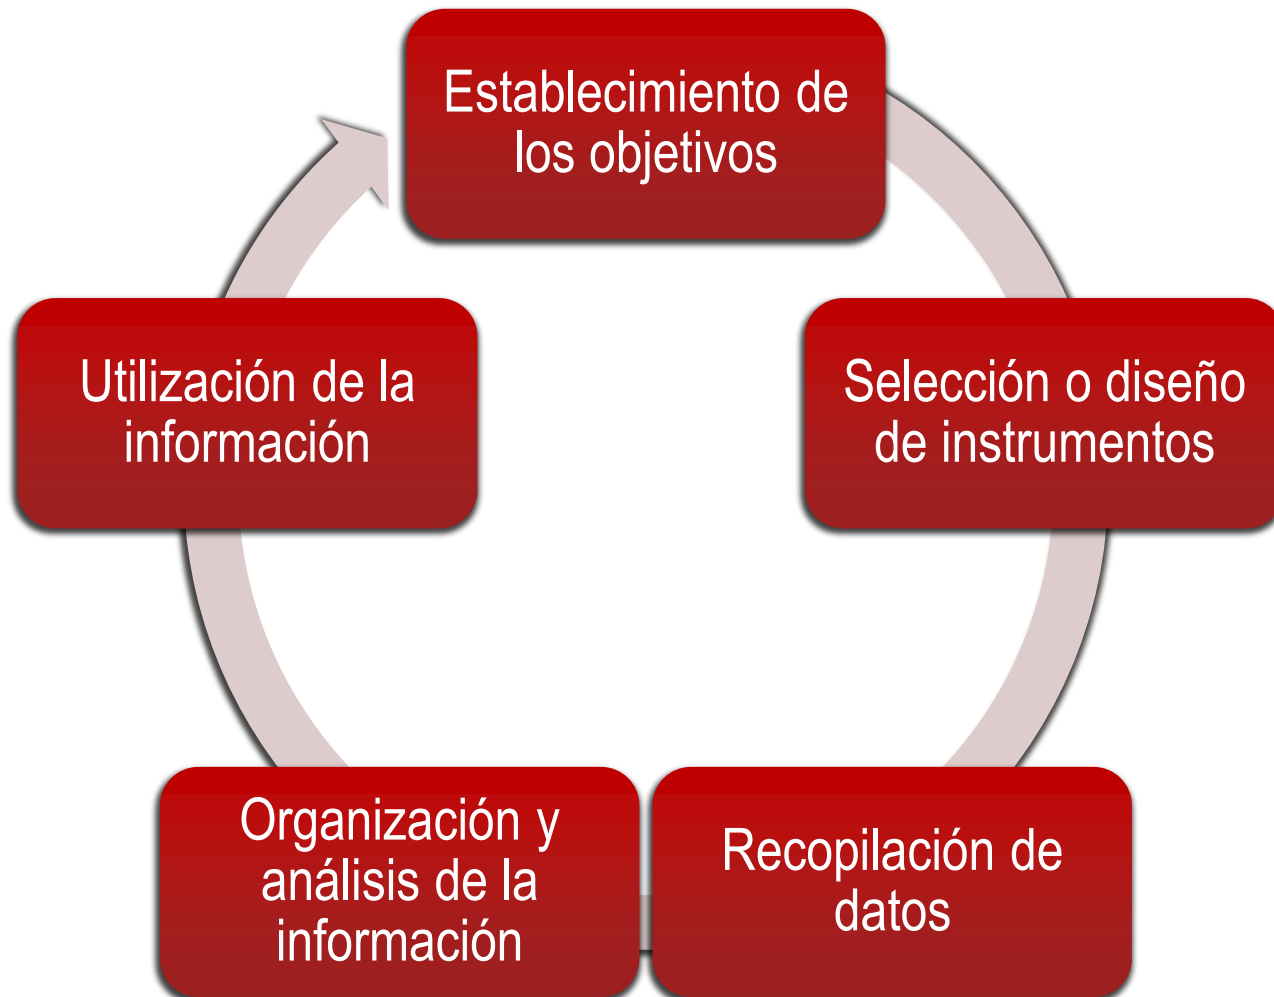 Establecimiento de
los objetivos
Selección o diseño
de instrumentos
Recopilación de
datos
Organización y
análisis de la
información
Utilización de la
información